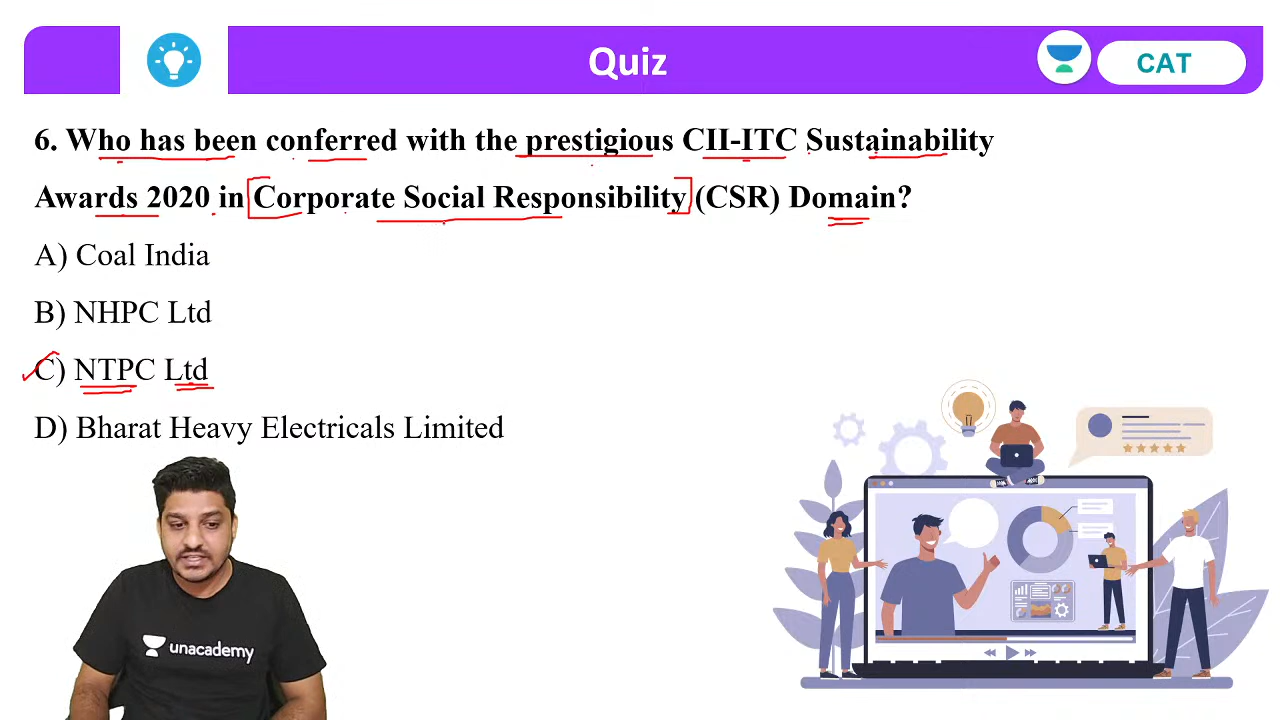 Quiz
CAT
6. Who has been conferred with the prestigious CII-ITC Sustainability
Awards 2020 in Corporate Social Responsibility (CSR) Domain?
A) Coal India
B) NHPC Ltd
C) NTPC Ltd
D) Bharat Heavy Electricals Limited
unacademy